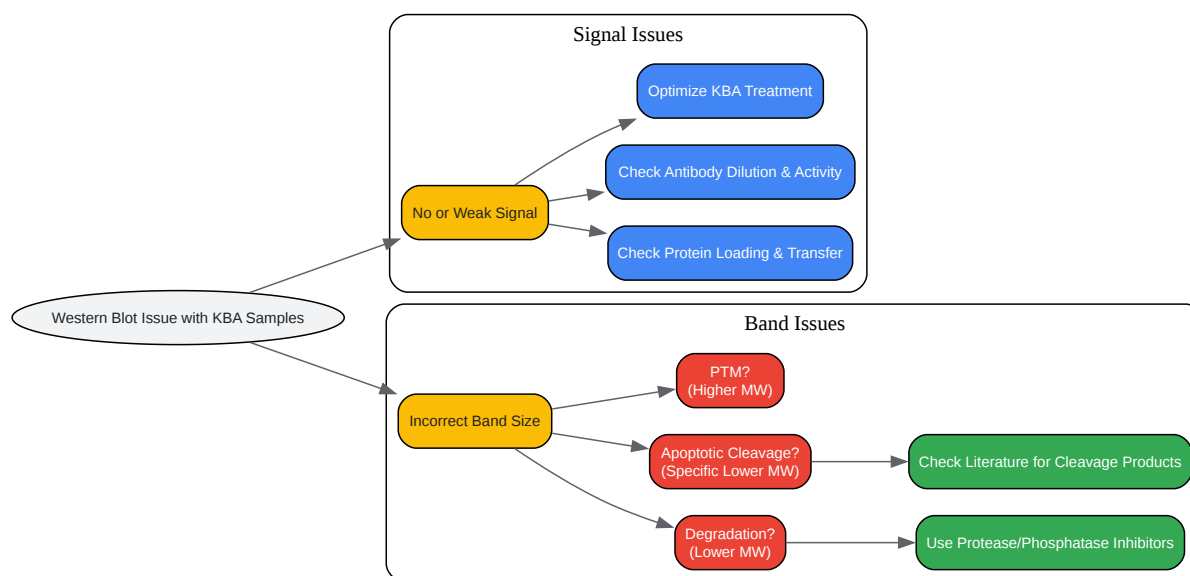 Signal Issues
Optimize KBA Treatment
Check Antibody Dilution & Activity
No or Weak Signal
Check Protein Loading & Transfer
Western Blot Issue with KBA Samples
Band Issues
PTM?
(Higher MW)
Incorrect Band Size
Apoptotic Cleavage?
(Specific Lower MW)
Check Literature for Cleavage Products
Degradation?
(Lower MW)
Use Protease/Phosphatase Inhibitors